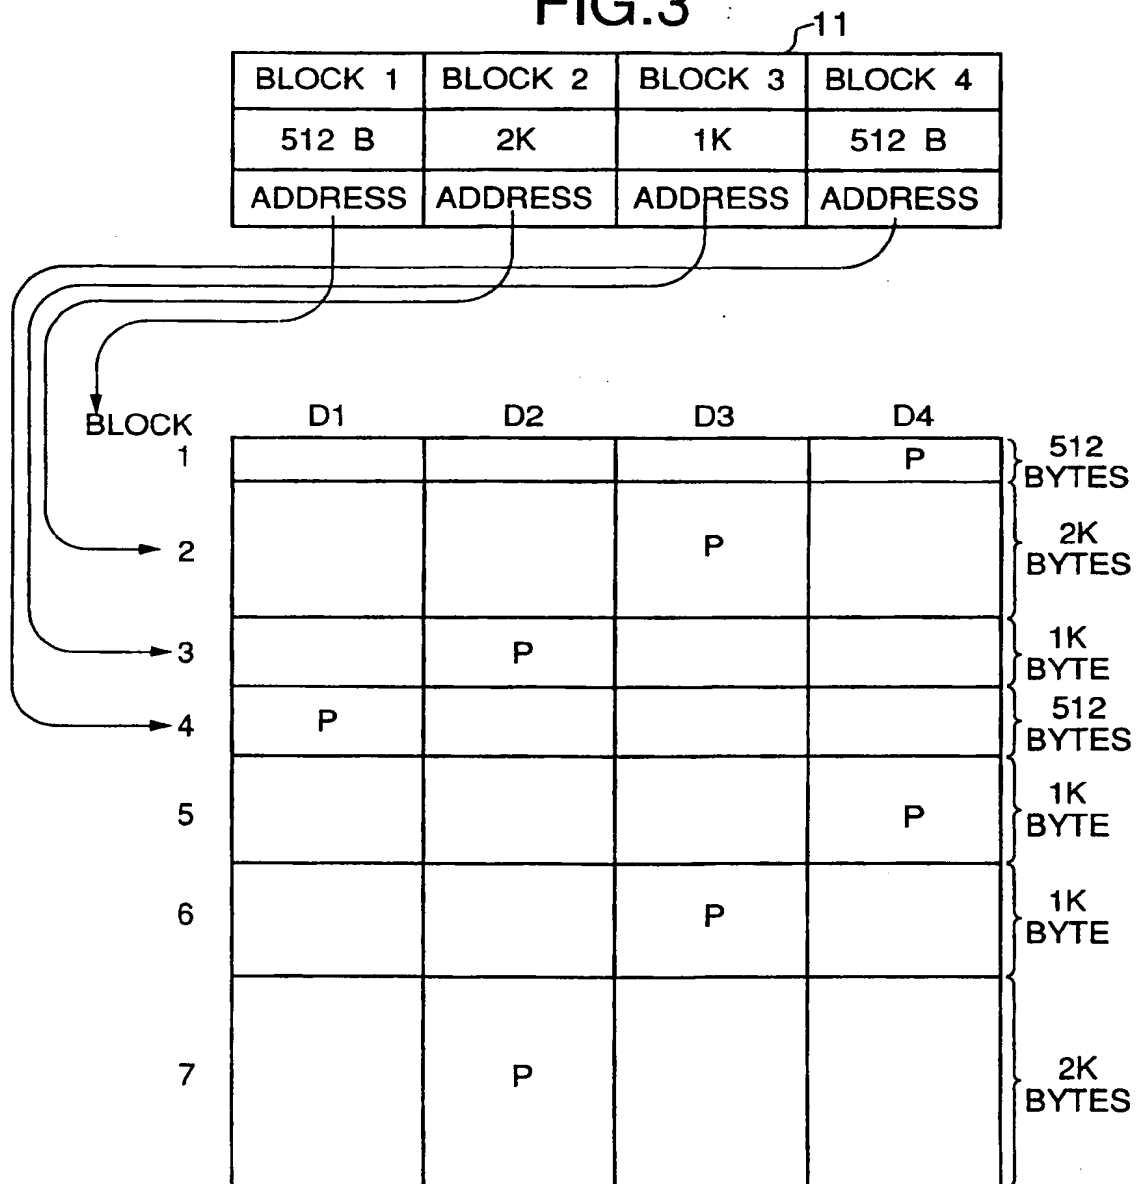 FIG.3
11
BLOCK 1 BLOCK 2 BLOCK 3 BLOCK 4
512 B 2K 1K 512 B
ADDRESS ADDRESS ADDRESS ADDRESS
BLOCK D1 D2 D3 D4
1 P 512 BYTES
2 P 2K BYTES
3 P 1K BYTE
4 P 512 BYTES
5 P 1K BYTE
6 P 1K BYTE
7 P 2K BYTES